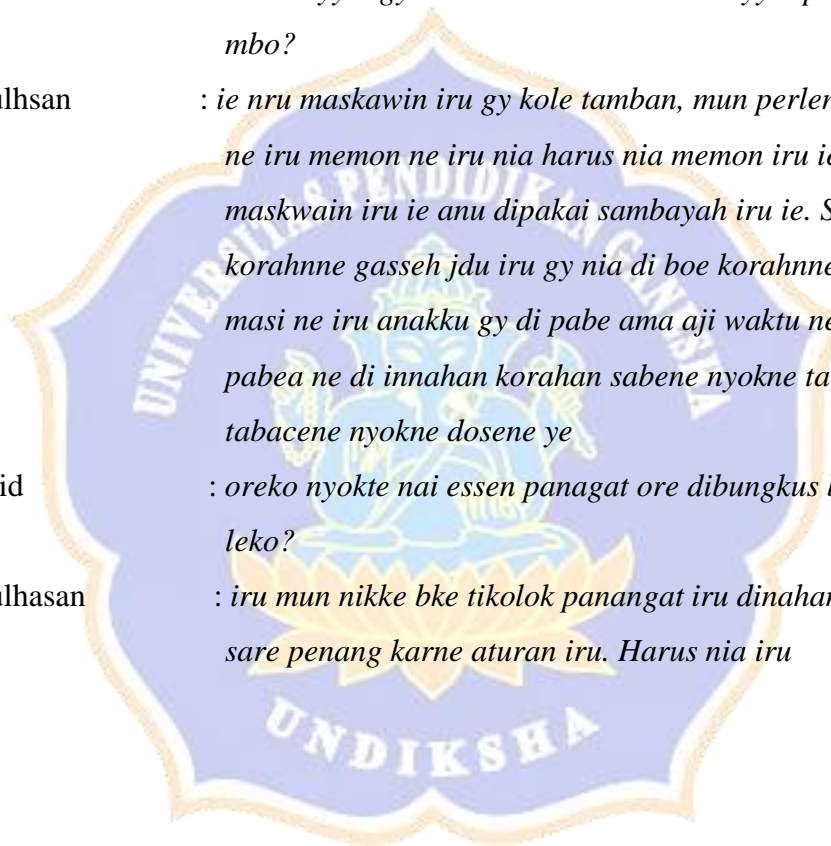 mbo?
ulhsan : ie nru maskawin iru gy kole tamban, mun perlen
ne iru memon ne iru nia harus nia memon iru ie
maskwain iru ie anu dipakai sambayah iru ie. S
korahnne gasseh jdu iru gy nia di boe korahnne
masi ne iru anakku gy di pabe ama aji waktu ne
pabea ne di innahan korahan sabene nyokne ta
tabacene nyokne dosene ye
id : oreko nyokte nai essen panagat ore dibungkus
leko?
ulhasan : iru mun nikke bke tikolok panangat iru dinahan
sare penang karne aturan iru. Harus nia iru
UNIVERSITAS PENDIDIKAN GANESHA
UNDIKSHA